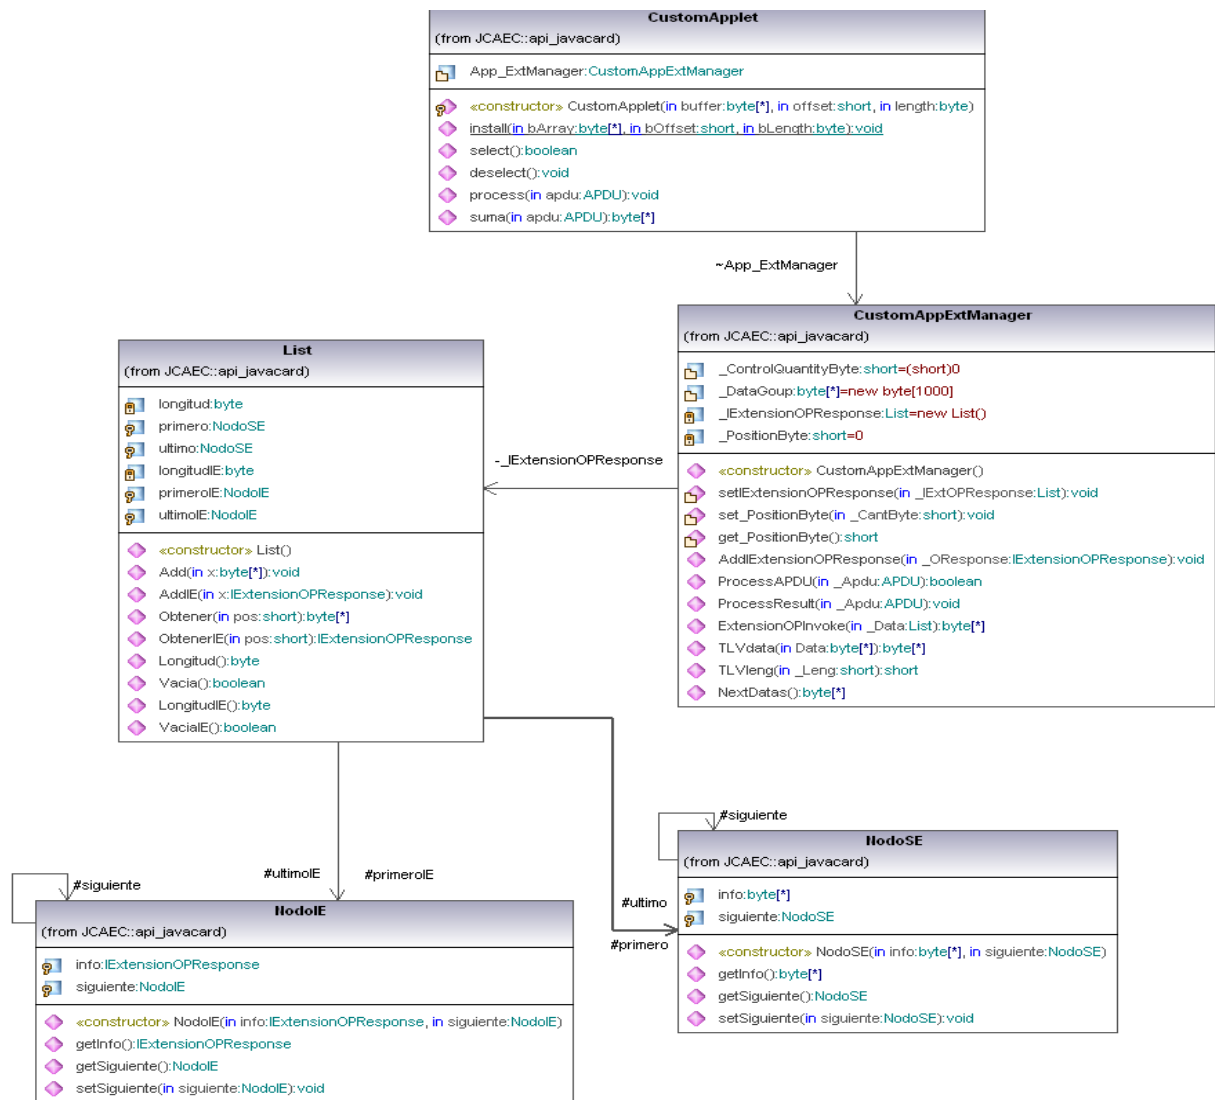 CustomApplet
(from JCAEC::api_javacard)
App_ExtManager:CustomAppExtManager
«constructor» CustomApplet(in buffer:byte[*], in offset:short, in length:byte)
install(in bArray:byte[*], in bOffset:short, in bLength:byte):void
select():boolean
deselect():void
process(in apdu:APDU):void
suma(in apdu:APDU):byte[*]
~App_ExtManager
CustomAppExtManager
(from JCAEC::api_javacard)
_ControlQuantityByte:short=(short)0
_DataGoup:byte[*]=new byte[1000]
_IExtensionOPResponse:List=new List()
_PositionByte:short=0
«constructor» CustomAppExtManager()
setIExtensionOPResponse(in _IExtOPResponse:List):void
set_PositionByte(in _CantByte:short):void
get_PositionByte():short
AddIExtensionOPResponse(in _OResponse:IExtensionOPResponse):void
ProcessAPDU(in _Apdu:APDU):boolean
ProcessResult(in _Apdu:APDU):void
ExtensionOPInvoke(in _Data:List):byte[*]
TLVdata(in Data:byte[*]):byte[*]
TLVleng(in _Leng:short):short
NextDatas():byte[*]
-_IExtensionOPResponse
List
(from JCAEC::api_javacard)
longitud:byte
primero:NodoSE
ultimo:NodoSE
longitudIE:byte
primeroIE:NodoIE
ultimoIE:NodoIE
«constructor» List()
Add(in x:byte[*]):void
AddIE(in x:IExtensionOPResponse):void
Obtener(in pos:short):byte[*]
ObtenerIE(in pos:short):IExtensionOPResponse
Longitud():byte
Vacia():boolean
LongitudIE():byte
VaciaIE():boolean
#ultimoIE
#primeroIE
#siguiente
NodoIE
(from JCAEC::api_javacard)
info:IExtensionOPResponse
siguiente:NodoIE
«constructor» NodoIE(in info:IExtensionOPResponse, in siguiente:NodoIE)
getInfo():IExtensionOPResponse
getSiguiente():NodoIE
setSiguiente(in siguiente:NodoIE):void
#ultimo
#primero
#siguiente
NodoSE
(from JCAEC::api_javacard)
info:byte[*]
siguiente:NodoSE
«constructor» NodoSE(in info:byte[*], in siguiente:NodoSE)
getInfo():byte[*]
getSiguiente():NodoSE
setSiguiente(in siguiente:NodoSE):void